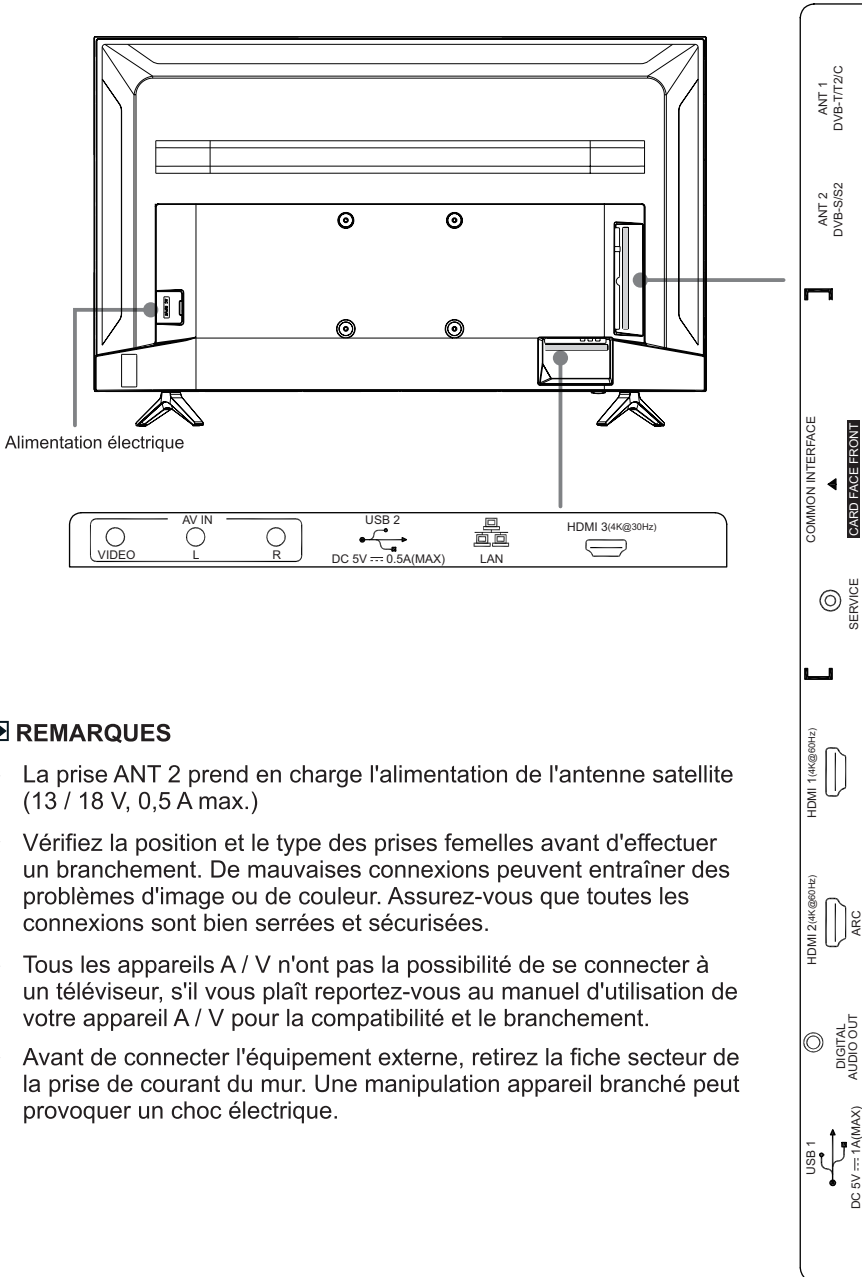 Alimentation électrique
AV IN
VIDEO
L
R
USB 2
DC 5V ⎓ 0.5A(MAX)
LAN
HDMI 3(4K@30Hz)
REMARQUES
La prise ANT 2 prend en charge l'alimentation de l'antenne satellite
(13 / 18 V, 0,5 A max.)
Vérifiez la position et le type des prises femelles avant d'effectuer
un branchement. De mauvaises connexions peuvent entraîner des
problèmes d'image ou de couleur. Assurez-vous que toutes les
connexions sont bien serrées et sécurisées.
Tous les appareils A / V n'ont pas la possibilité de se connecter à
un téléviseur, s'il vous plaît reportez-vous au manuel d'utilisation de
votre appareil A / V pour la compatibilité et le branchement.
Avant de connecter l'équipement externe, retirez la fiche secteur de
la prise de courant du mur. Une manipulation appareil branché peut
provoquer un choc électrique.
ANT 1
DVB-T/T2/C
ANT 2
DVB-S/S2
COMMON INTERFACE
CARD FACE FRONT
SERVICE
HDMI 1(4K@60Hz)
HDMI 2(4K@60Hz)
ARC
DIGITAL
AUDIO OUT
USB 1
DC 5V ⎓ 1A(MAX)